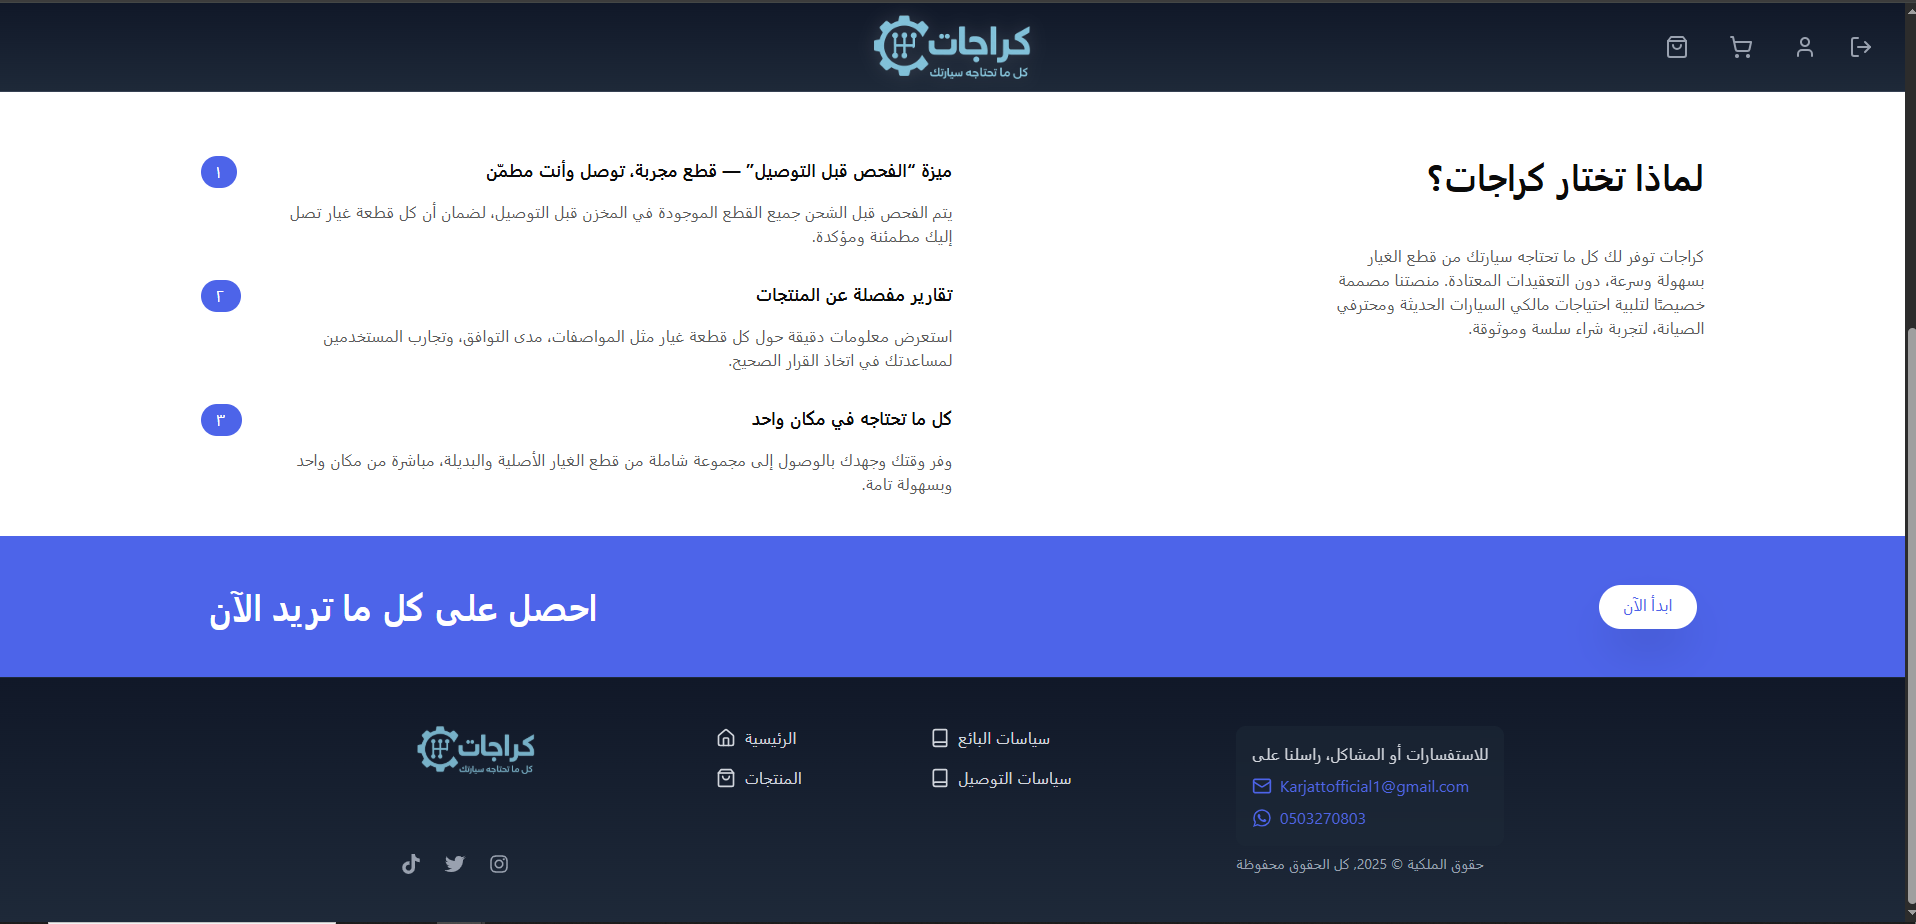 كراجات
كل ما تحتاجه سيارتك
لماذا تختار كراجات؟
كراجات توفر لك كل ما تحتاجه سيارتك من قطع الغيار
بسهولة وسرعة، دون التعقيدات المعتادة. منصتنا مصممة
خصيصًا لتلبية احتياجات مالكي السيارات الحديثة ومحترفي
الصيانة، لتجربة شراء سلسة وموثوقة.
ميزة “الفحص قبل التوصيل” — قطع مجربة، توصل وأنت مطمّن
١
يتم الفحص قبل الشحن جميع القطع الموجودة في المخزن قبل التوصيل، لضمان أن كل قطعة غيار تصل
إليك مطمئنة ومؤكدة.
تقارير مفصلة عن المنتجات
٢
استعرض معلومات دقيقة حول كل قطعة غيار مثل المواصفات، مدى التوافق، وتجارب المستخدمين
لمساعدتك في اتخاذ القرار الصحيح.
كل ما تحتاجه في مكان واحد
٣
وفر وقتك وجهدك بالوصول إلى مجموعة شاملة من قطع الغيار الأصلية والبديلة، مباشرة من مكان واحد
وبسهولة تامة.
ابدأ الآن
احصل على كل ما تريد الآن
للاستفسارات أو المشاكل، راسلنا على
Karjattofficial1@gmail.com
0503270803
حقوق الملكية © 2025, كل الحقوق محفوظة
سياسات البائع
سياسات التوصيل
الرئيسية
المنتجات
كراجات
كل ما تحتاجه سيارتك